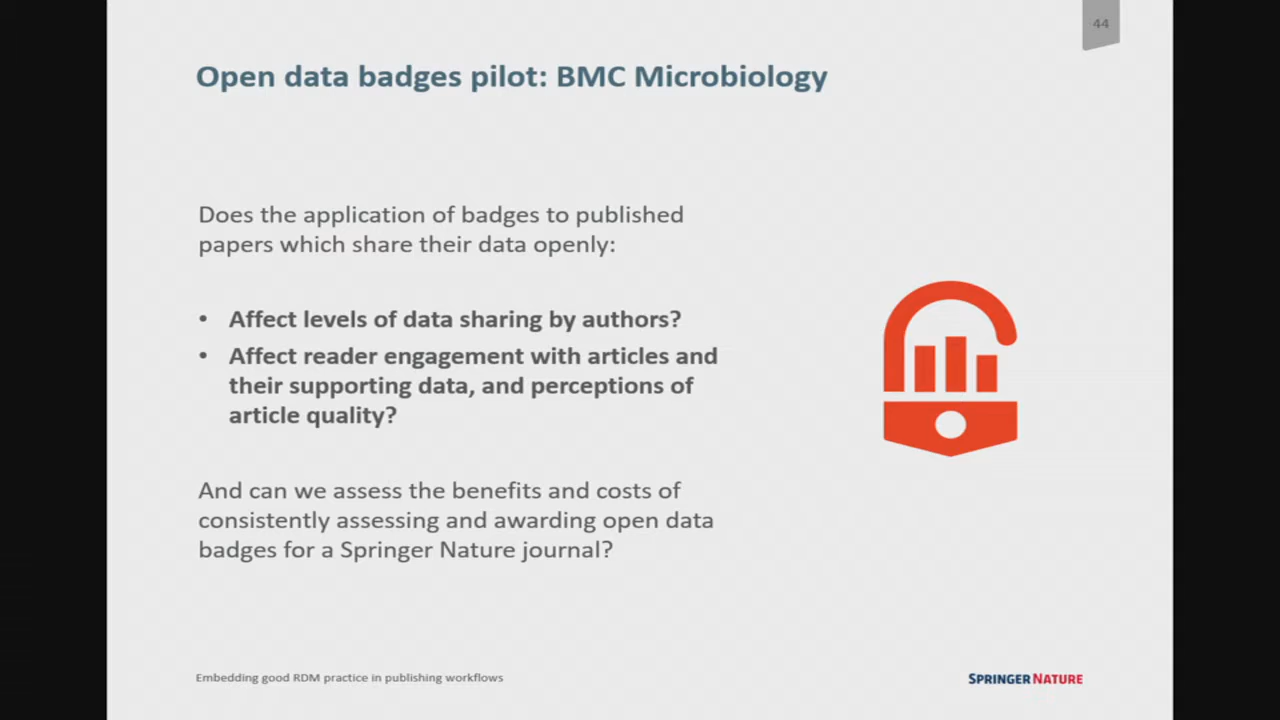 44
Open data badges pilot: BMC Microbiology
Does the application of badges to published
papers which share their data openly:
• Affect levels of data sharing by authors?
• Affect reader engagement with articles and
their supporting data, and perceptions of
article quality?
And can we assess the benefits and costs of
consistently assessing and awarding open data
badges for a Springer Nature journal?
Embedding good RDM practice in publishing workflows
SPRINGER NATURE